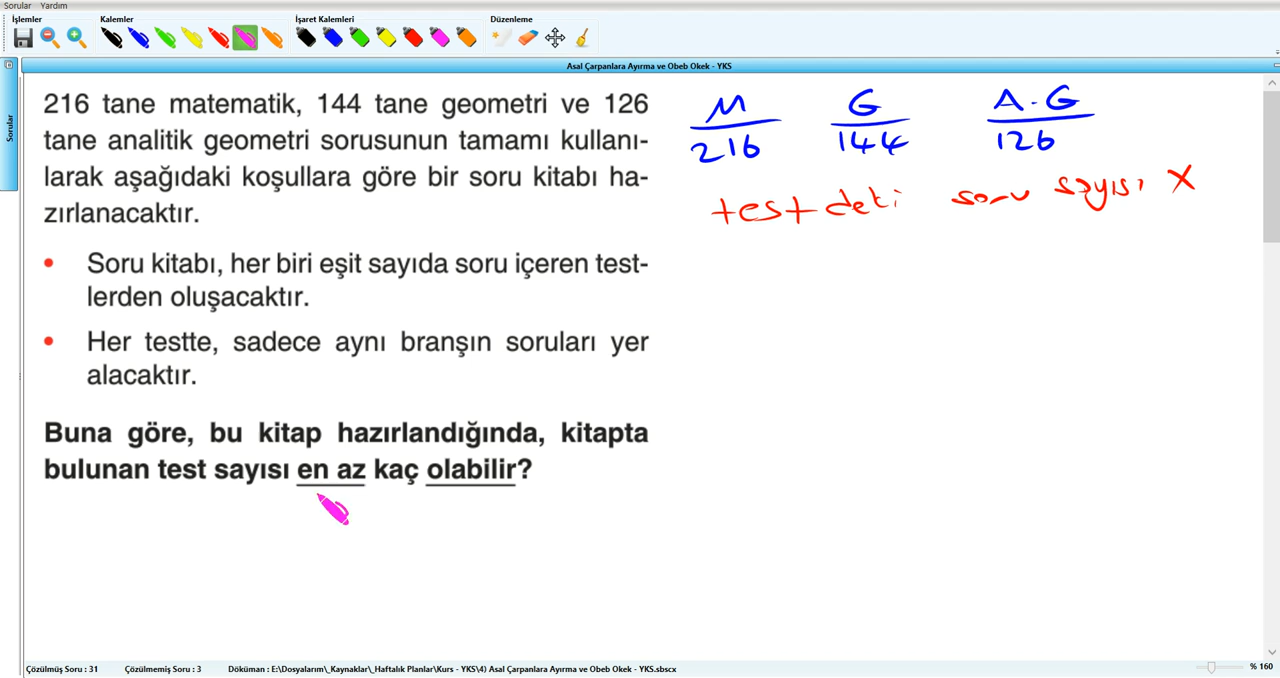 Sorular Yardım
İşlemler Kalemler İşaret Kalemleri Düzenleme
Asal Çarpanlara Ayırma ve Obeb Okek - YKS
Sorular
216 tane matematik, 144 tane geometri ve 126
tane analitik geometri sorusunun tamamı kullanı-
larak aşağıdaki koşullara göre bir soru kitabı ha-
zırlanacaktır.
• Soru kitabı, her biri eşit sayıda soru içeren test-
lerden oluşacaktır.
• Her testte, sadece aynı branşın soruları yer
alacaktır.
Buna göre, bu kitap hazırlandığında, kitapta
bulunan test sayısı en az kaç olabilir?
M G A.G
216 144 126
testdeki soru sayısı x
Çözülmüş Soru : 31 Çözülmemiş Soru : 3 Döküman : E:\Dosyalarım\_Kaynaklar\_Haftalık Planlar\Kurs - YKS\4) Asal Çarpanlara Ayırma ve Obeb Okek - YKS.sbscx % 160